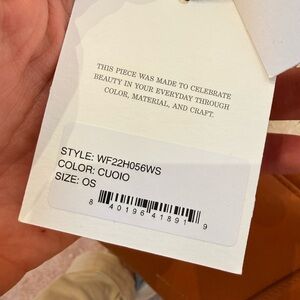 THIS PIECE WAS MADE TO CELEBRATE
BEAUTY IN YOUR EVERYDAY THROUGH
COLOR, MATERIAL, AND CRAFT.
STYLE: WF22H056WS
COLOR: CUOIO
SIZE: OS
8 40196 41891 9